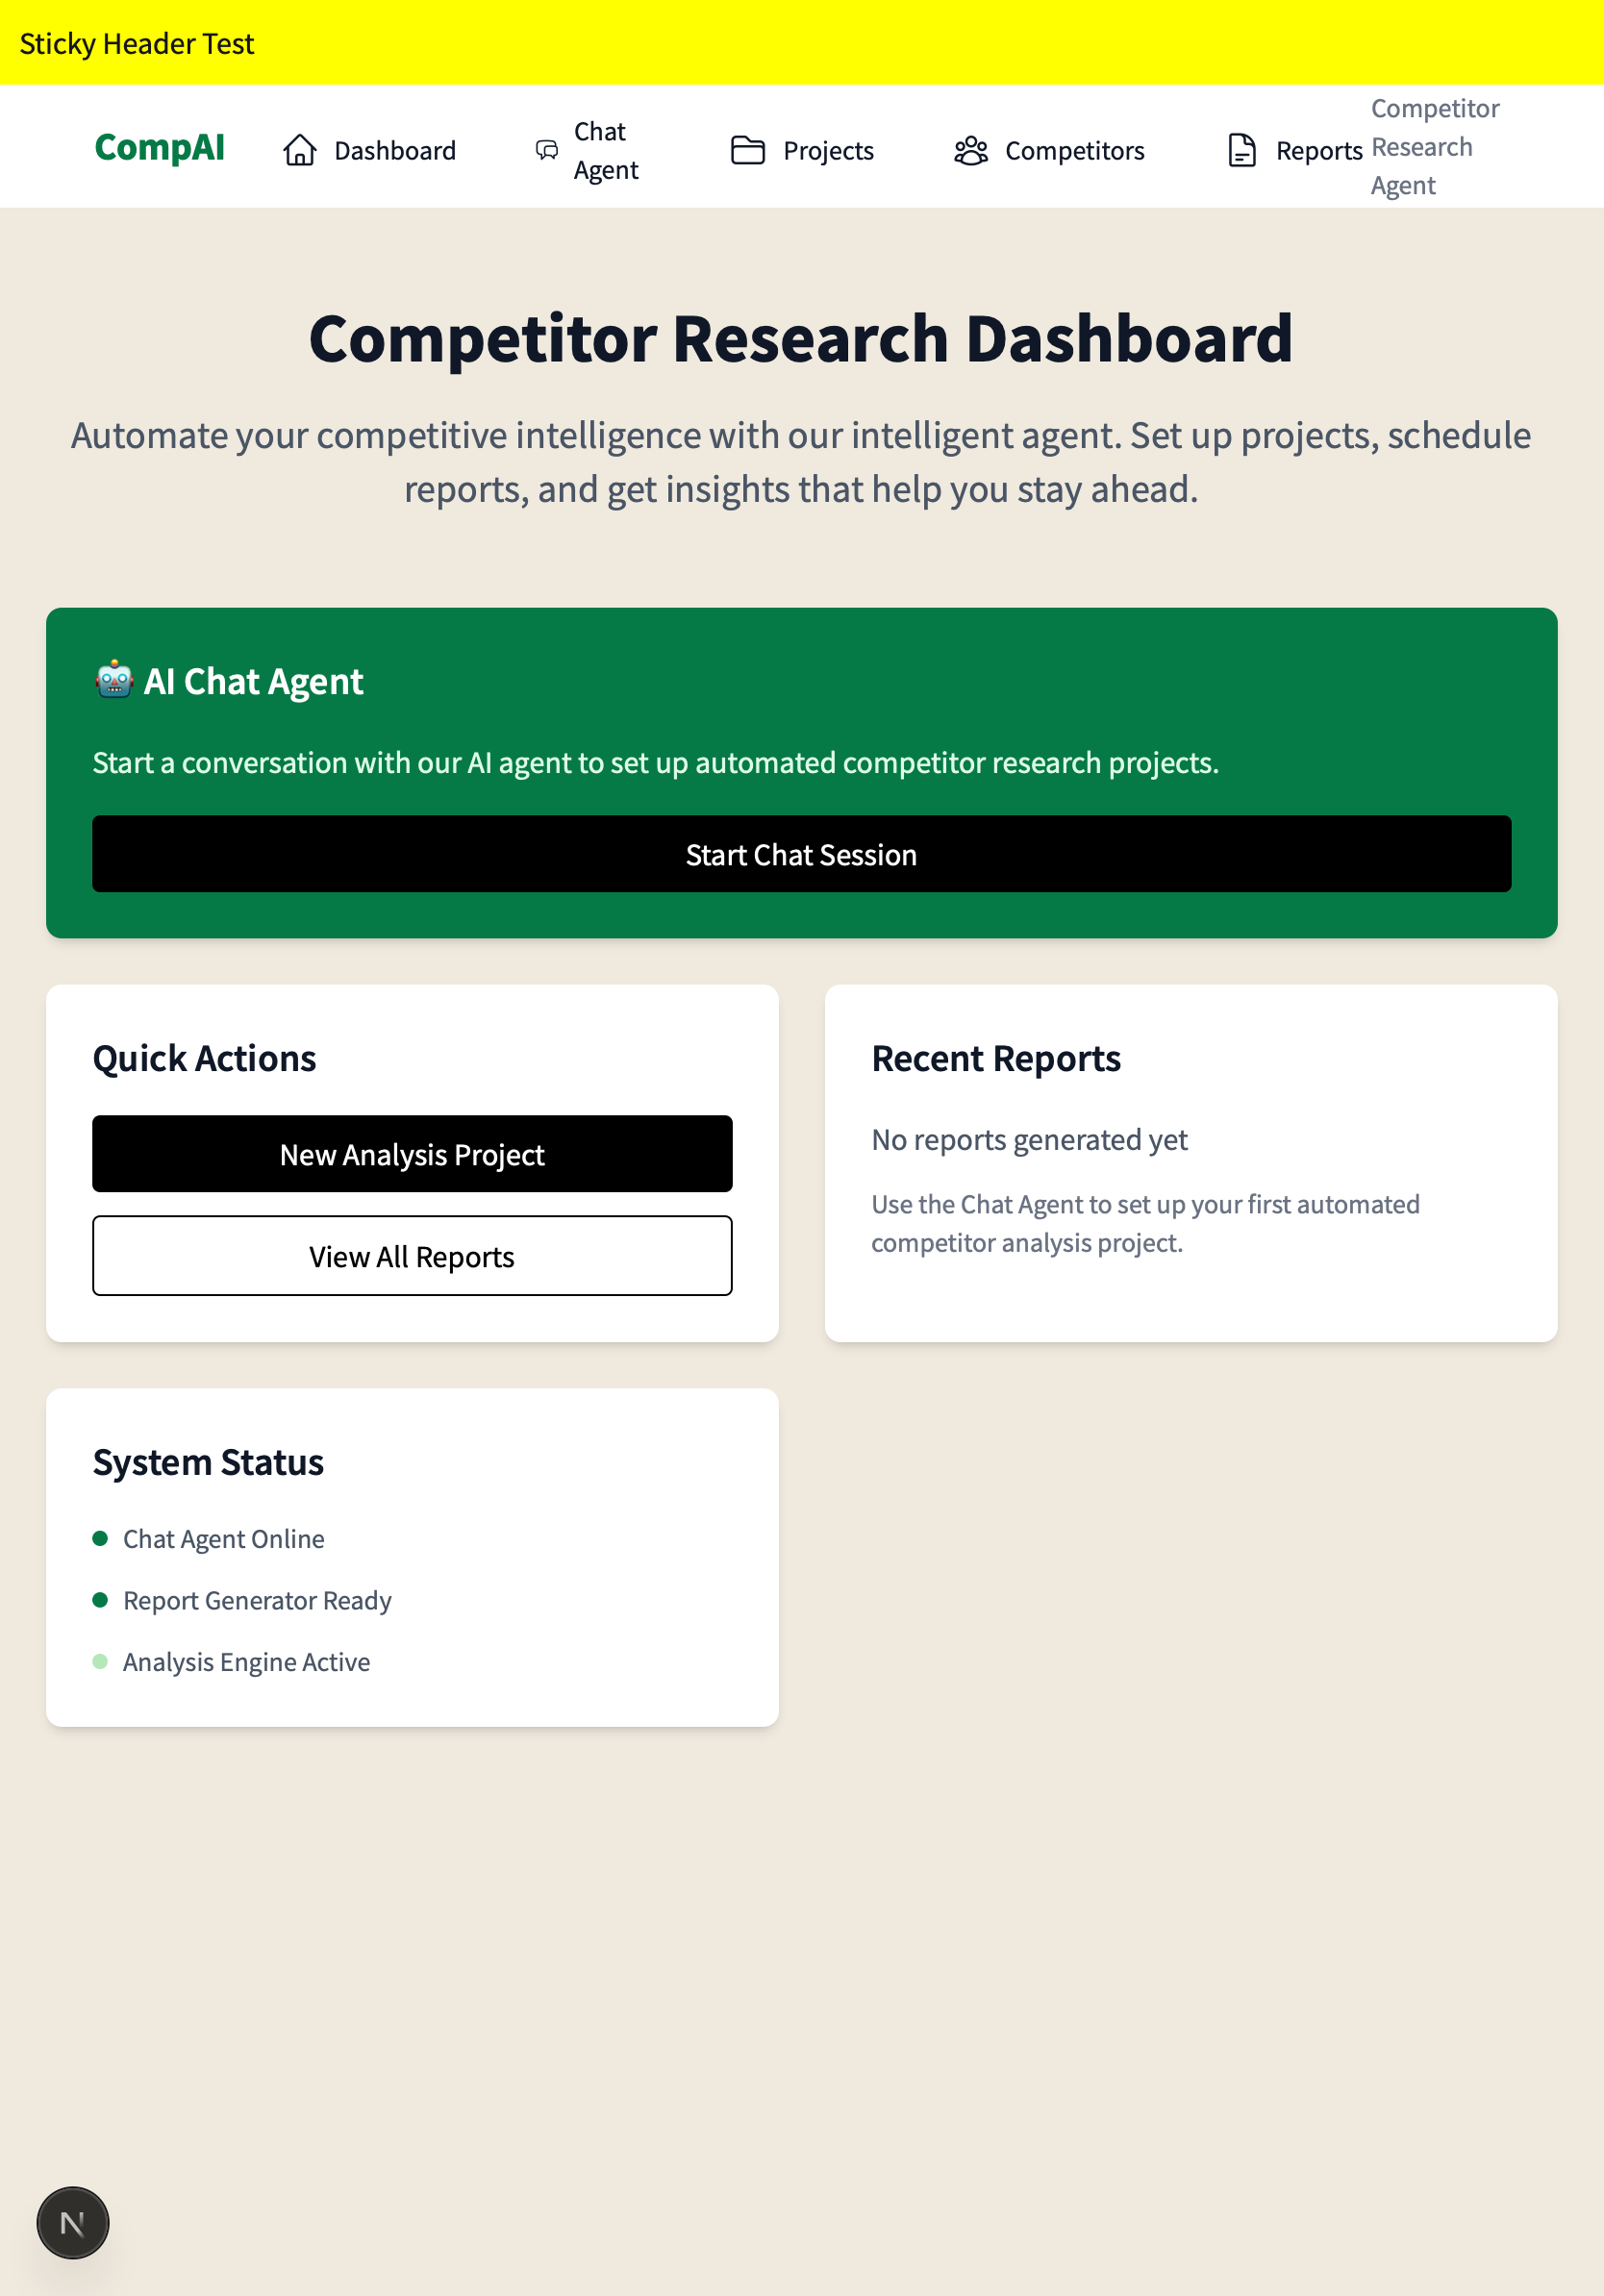 Sticky Header Test
CompAI
Dashboard
Chat
Agent
Projects
Competitors
Reports
Competitor
Research
Agent
Competitor Research Dashboard
Automate your competitive intelligence with our intelligent agent. Set up projects, schedule
reports, and get insights that help you stay ahead.
🤖 AI Chat Agent
Start a conversation with our AI agent to set up automated competitor research projects.
Start Chat Session
Quick Actions
New Analysis Project
View All Reports
Recent Reports
No reports generated yet
Use the Chat Agent to set up your first automated
competitor analysis project.
System Status
Chat Agent Online
Report Generator Ready
Analysis Engine Active
N